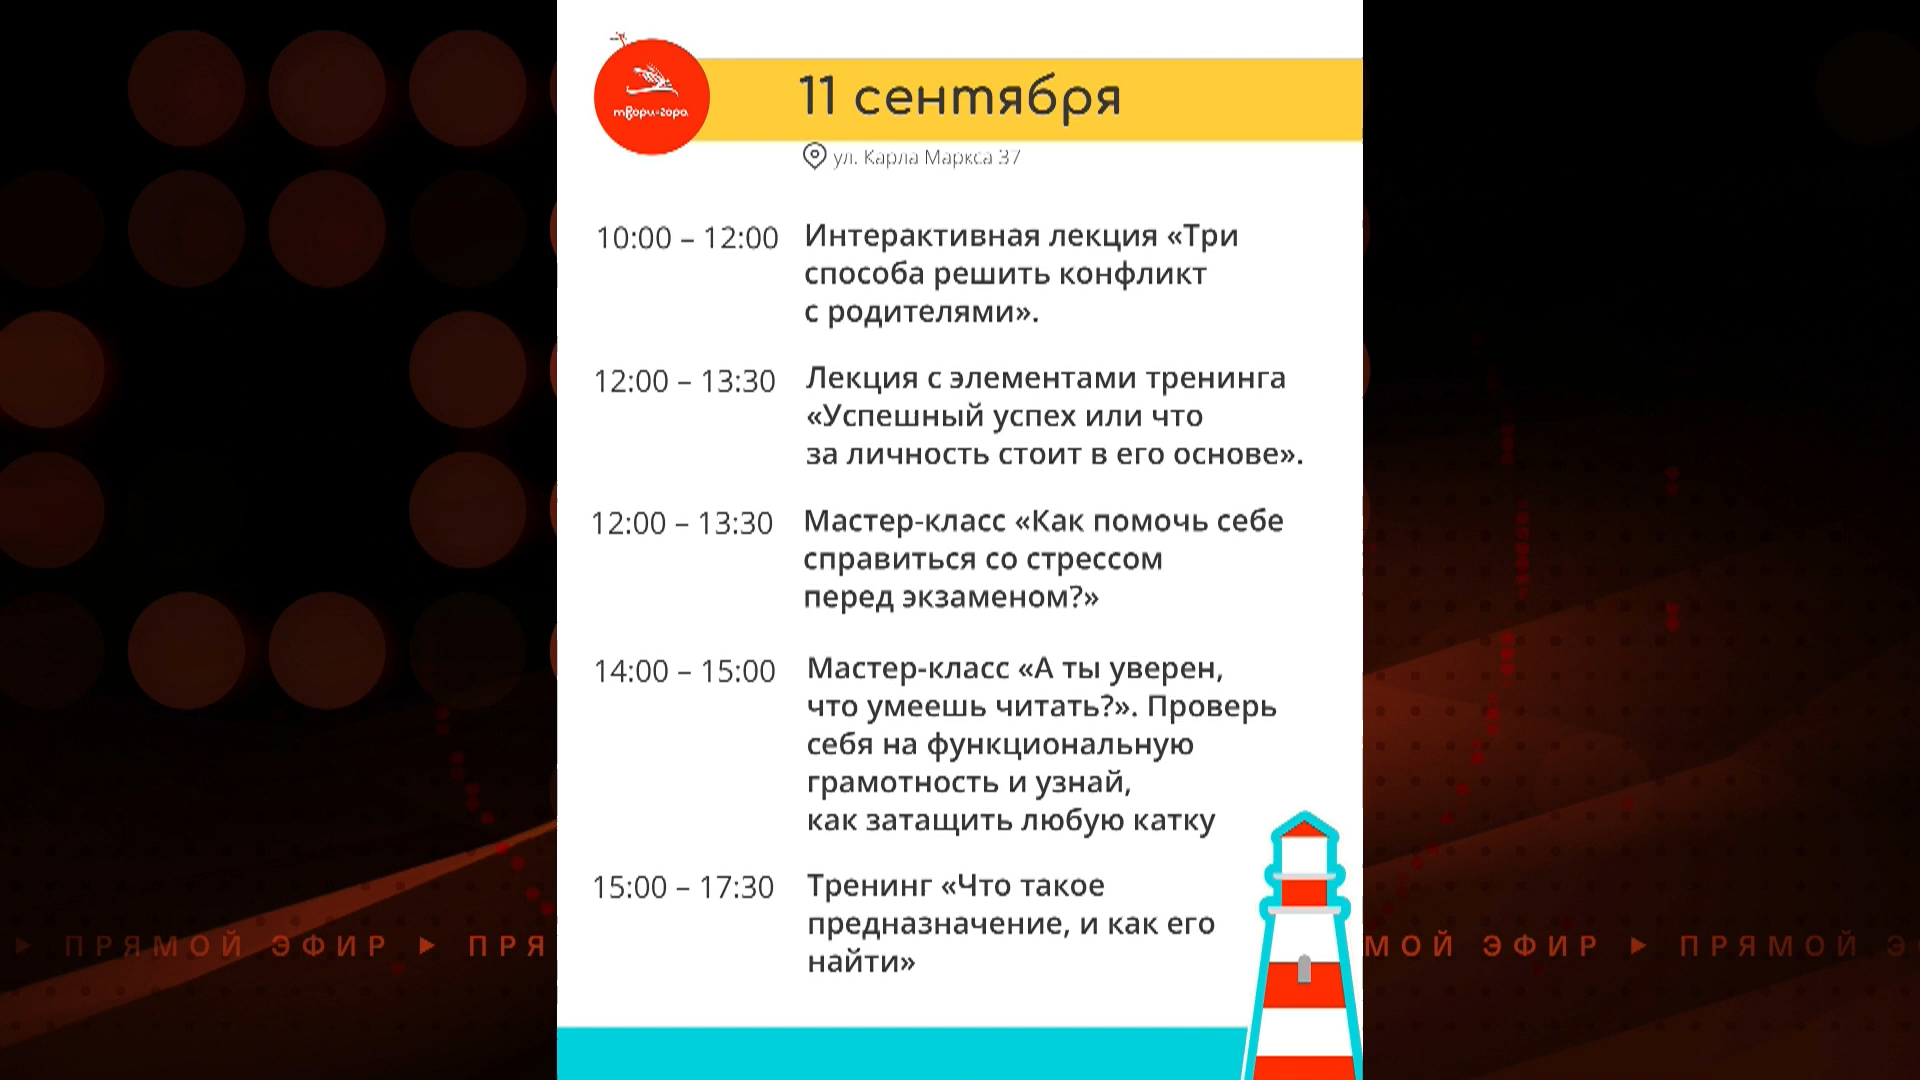 твори-гора
11 сентября
ул. Карла Маркса 37
10:00 – 12:00 Интерактивная лекция «Три
способа решить конфликт
с родителями».
12:00 – 13:30 Лекция с элементами тренинга
«Успешный успех или что
за личность стоит в его основе».
12:00 – 13:30 Мастер-класс «Как помочь себе
справиться со стрессом
перед экзаменом?»
14:00 – 15:00 Мастер-класс «А ты уверен,
что умеешь читать?». Проверь
себя на функциональную
грамотность и узнай,
как затащить любую катку
15:00 – 17:30 Тренинг «Что такое
предназначение, и как его
найти»
ПРЯМОЙ ЭФИР ПРЯ
МОЙ ЭФИР ПРЯМОЙ Э